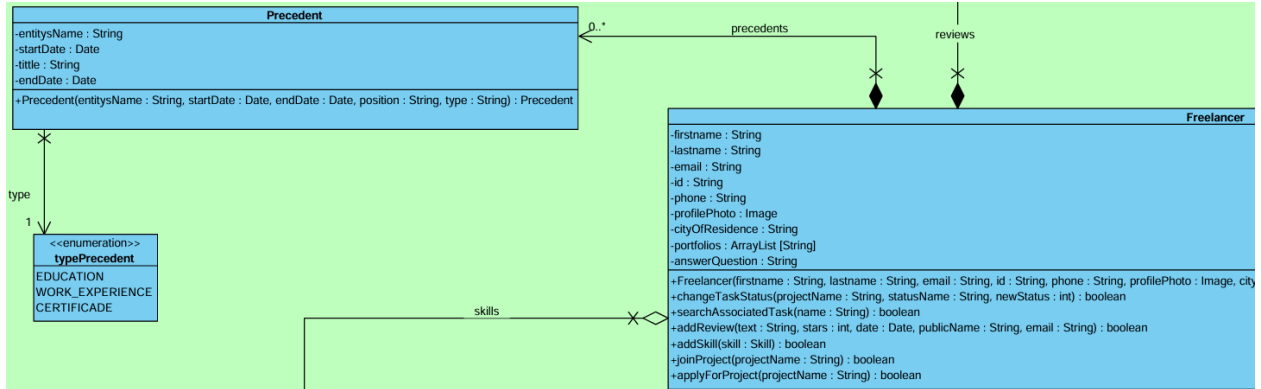 Precedent
-entitysName : String
-startDate : Date
-tittle : String
-endDate : Date
+Precedent(entitysName : String, startDate : Date, endDate : Date, position : String, type : String) : Precedent
0..*
precedents
reviews
type
1
<<enumeration>>
typePrecedent
EDUCATION
WORK_EXPERIENCE
CERTIFICADE
skills
Freelancer
-firstname : String
-lastname : String
-email : String
-id : String
-phone : String
-profilePhoto : Image
-cityOfResidence : String
-portfolios : ArrayList [String]
-answerQuestion : String
+Freelancer(firstname : String, lastname : String, email : String, id : String, phone : String, profilePhoto : Image, city
+changeTaskStatus(projectName : String, statusName : String, newStatus : int) : boolean
+searchAssociatedTask(name : String) : boolean
+addReview(text : String, stars : int, date : Date, publicName : String, email : String) : boolean
+addSkill(skill : Skill) : boolean
+joinProject(projectName : String) : boolean
+applyForProject(projectName : String) : boolean